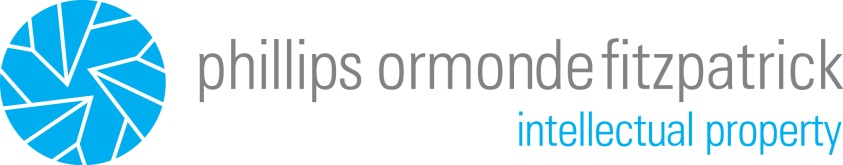 phillips ormonde fitzpatrick
intellectual property